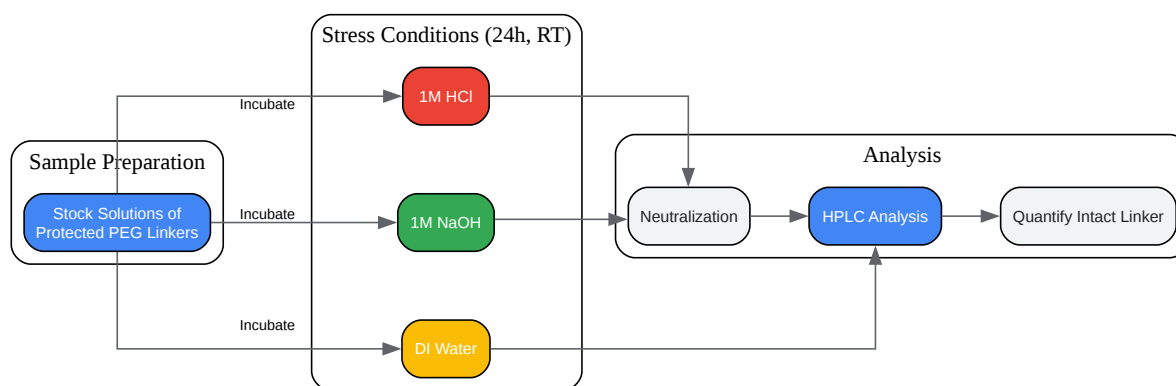 Stress Conditions (24h, RT)
1M HCl
Incubate
Sample Preparation
Stock Solutions of
Protected PEG Linkers
Incubate
1M NaOH
Incubate
DI Water
Analysis
Neutralization
HPLC Analysis
Quantify Intact Linker